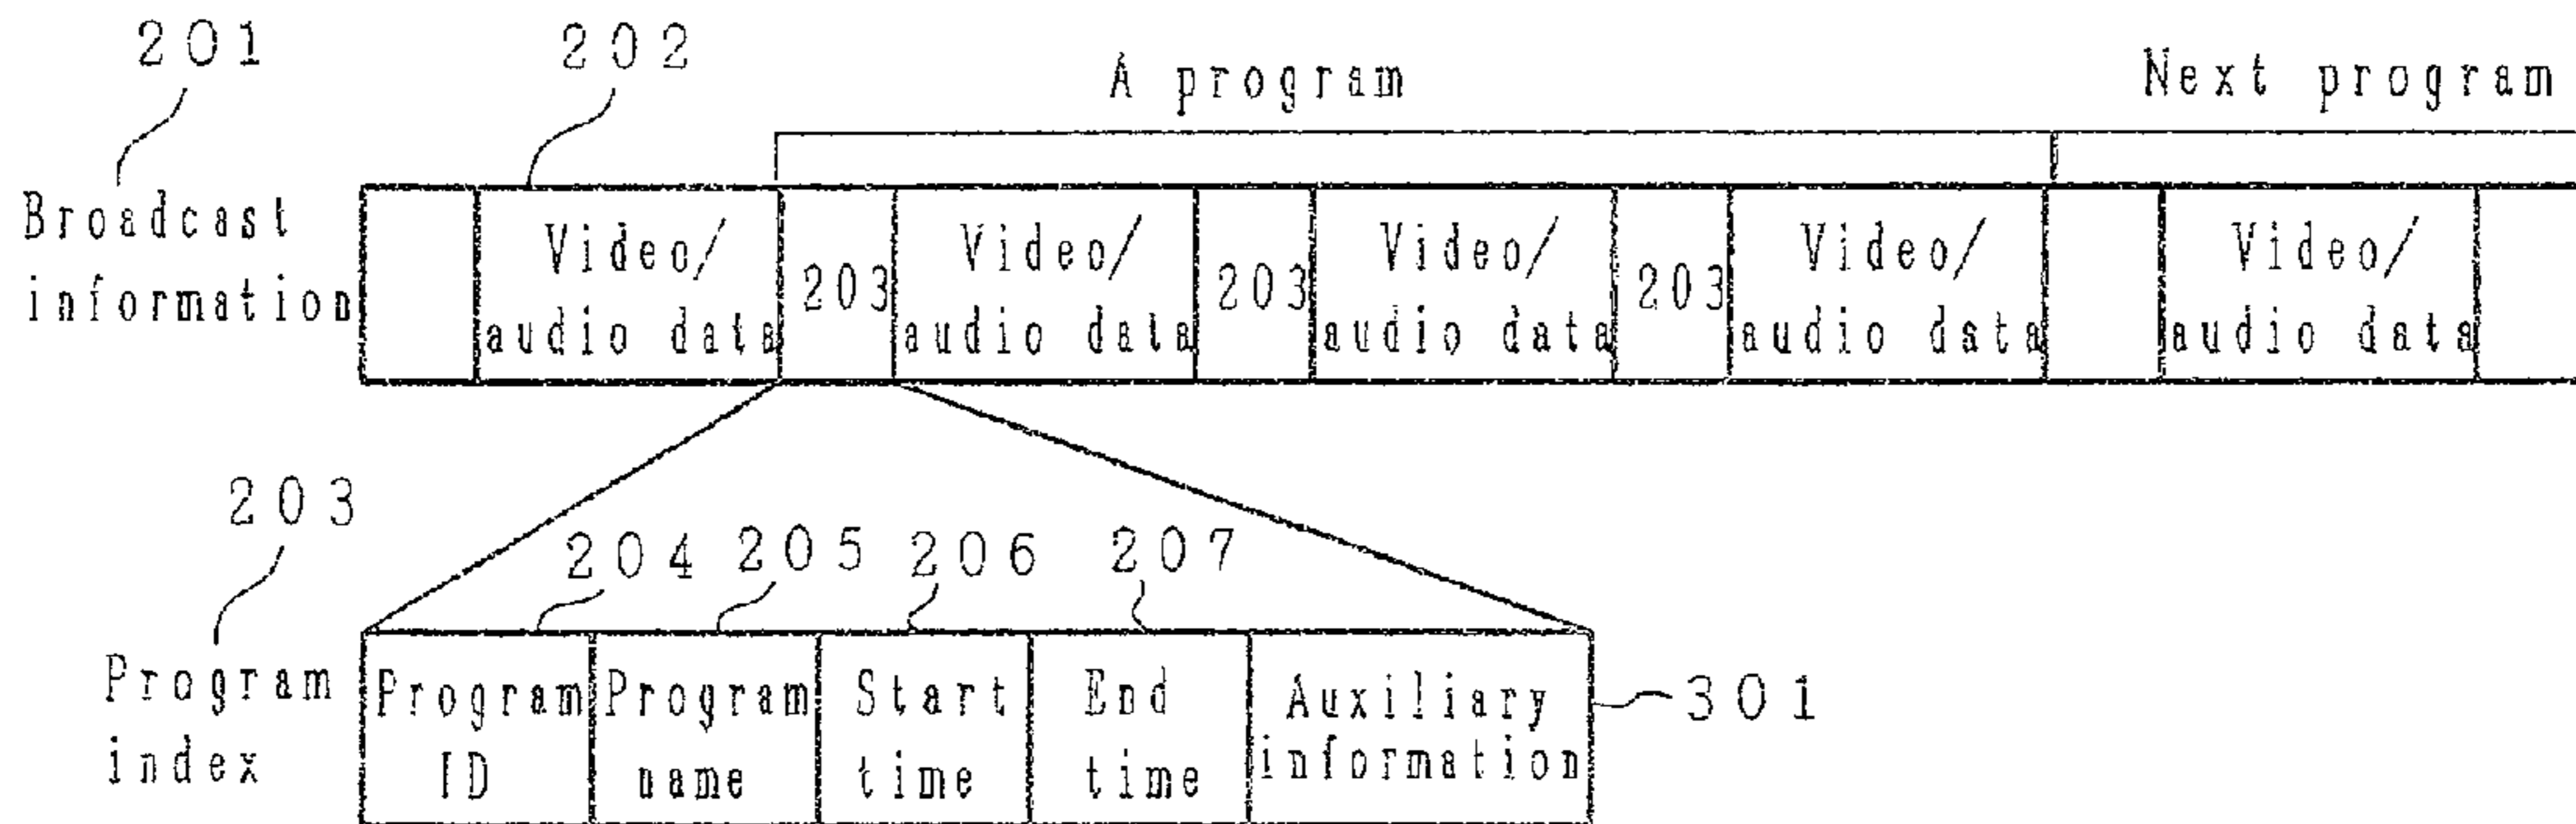 201 202
A program Next program
Broadcast information
Video/ audio data 203 Video/ audio data 203 Video/ audio data 203 Video/ audio data Video/ audio data
203
204 205 206 207
Program index
Program ID
Program name
Start time
End time
Auxiliary information
301